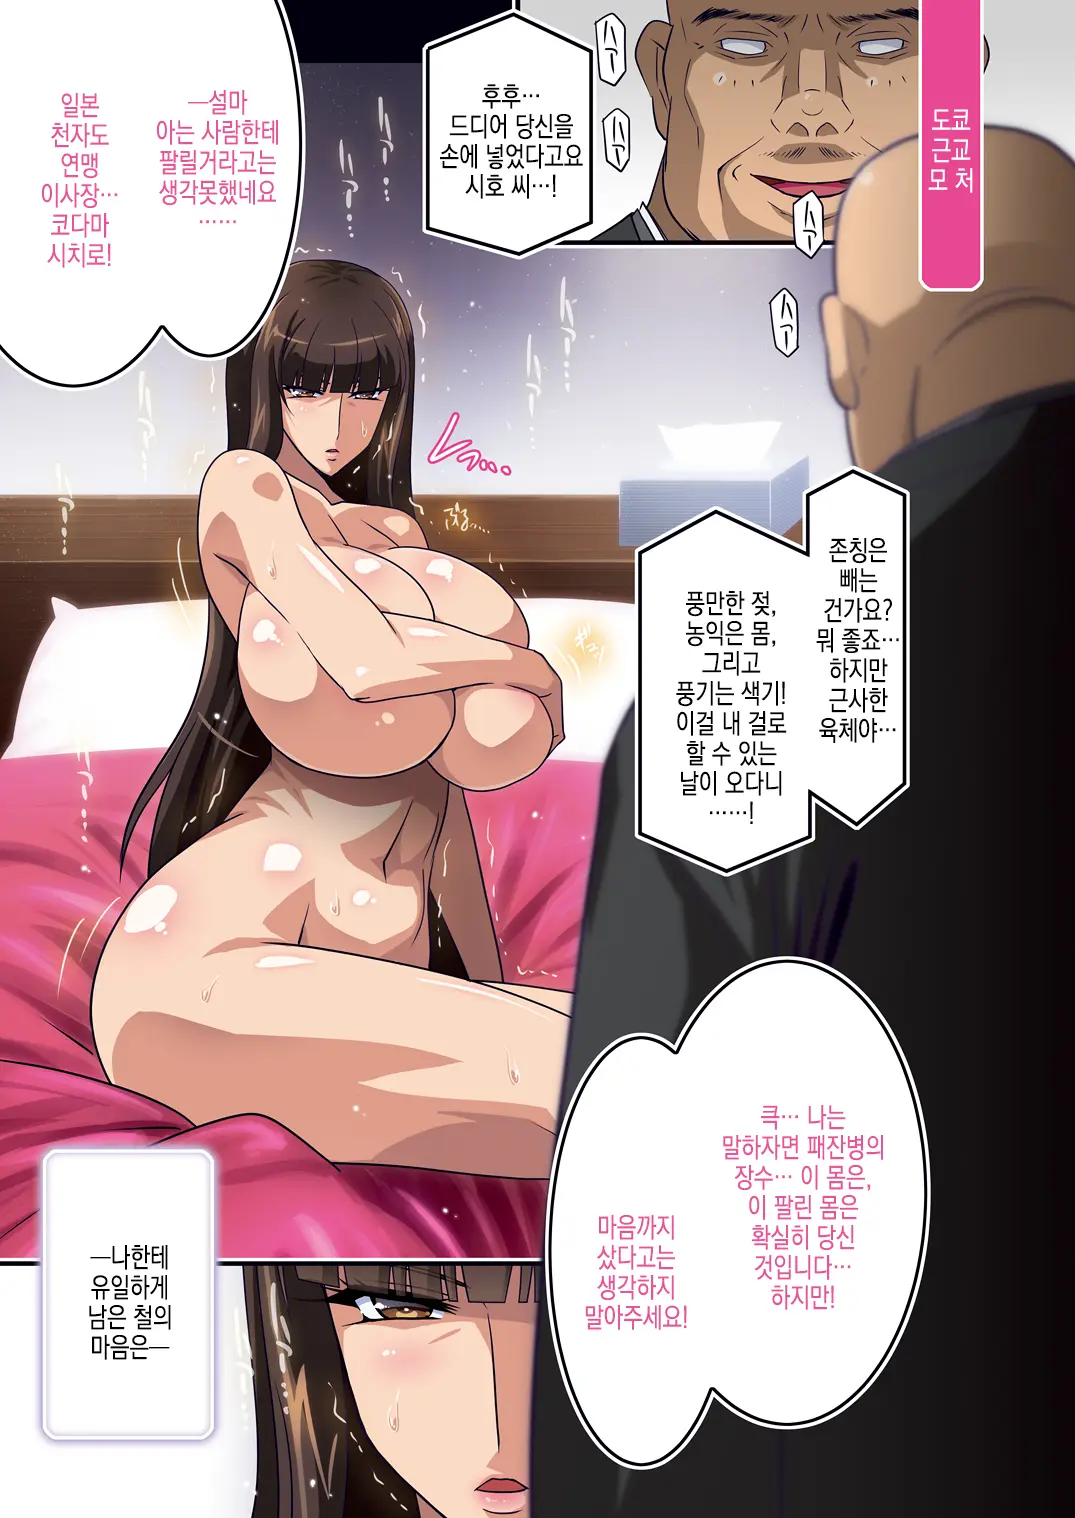 도쿄
근교
모처
후후…
드디어 당신을
손에 넣었다고요
시호 씨…!
―설마
아는 사람한테
팔릴거라고는
생각못했네요
……
일본
천자도
연맹
이사장…
코다마
시치로!
존칭은
빼는
건가요?
뭐 좋죠…
하지만
근사한
육체야…
풍만한 젖,
농익은 몸,
그리고
풍기는 색기!
이걸 내 걸로
할 수 있는
날이 오다니
……!
큭… 나는
말하자면 패잔병의
장수… 이 몸은,
이 팔린 몸은
확실히 당신
것입니다…
하지만!
마음까지
샀다고는
생각하지
말아주세요!
―나한테
유일하게
남은 철의
마음은―